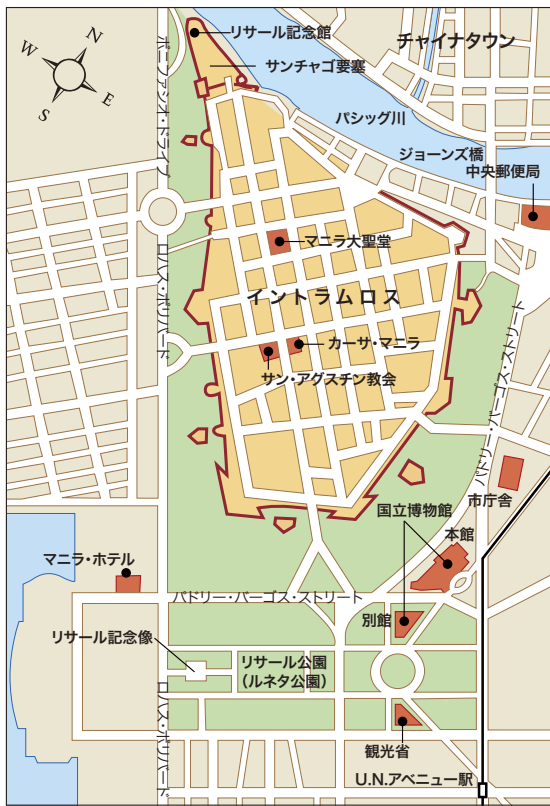 リサール記念館
チャイナタウン
N
W
E
S
サンチャゴ要塞
ボニファシオ・ドライブ
パシッグ川
ジョーンズ橋
中央郵便局
マニラ大聖堂
ロハス・ボリバード
イントラムロス
カーサ・マニラ
サン・アグスチン教会
パドリー・バーゴス・ストリート
市庁舎
国立博物館
本館
マニラ・ホテル
パドリー・バーゴス・ストリート
別館
リサール記念像
リサール公園
(ルネタ公園)
ロハス・ボリバード
観光省
U.N.アベニュー駅